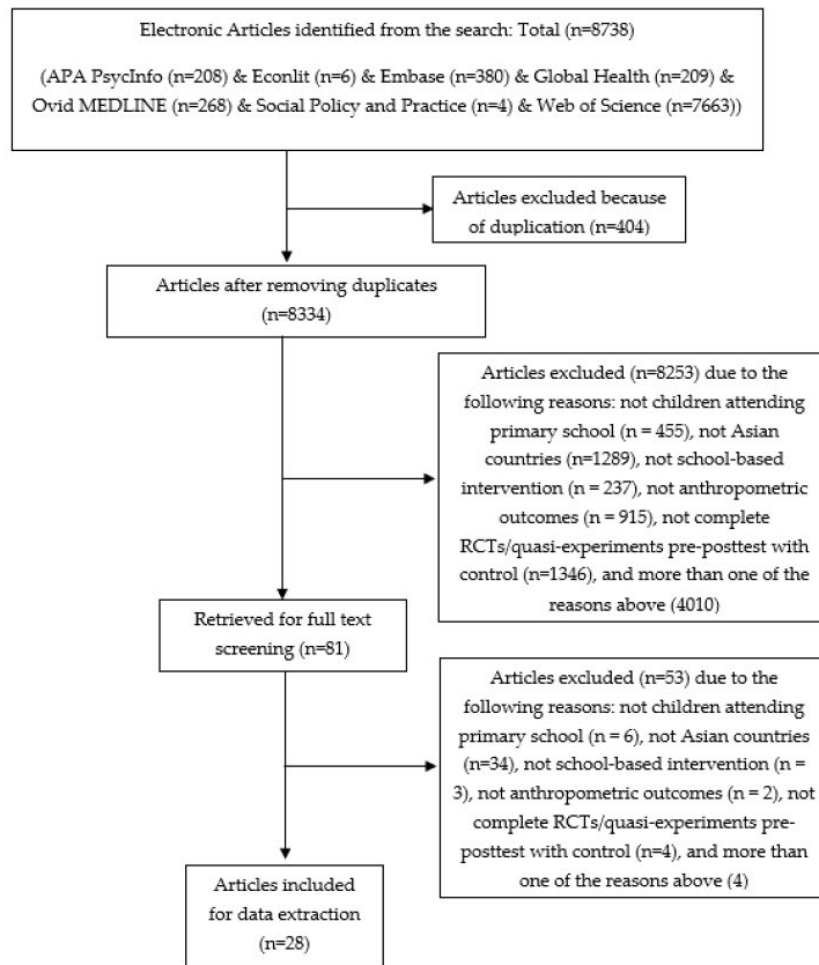 Electronic Articles identified from the search: Total (n=8738)
(APA PsycInfo (n=208) & Econlit (n=6) & Embase (n=380) & Global Health (n=209) &
Ovid MEDLINE (n=268) & Social Policy and Practice (n=4) & Web of Science (n=7663))
Articles excluded because
of duplication (n=404)
Articles after removing duplicates
(n=8334)
Articles excluded (n=8253) due to the
following reasons: not children attending
primary school (n = 455), not Asian
countries (n=1289), not school-based
intervention (n = 237), not anthropometric
outcomes (n = 915), not complete
RCTs/quasi-experiments pre-posttest with
control (n=1346), and more than one of the
reasons above (4010)
Retrieved for full text
screening (n=81)
Articles excluded (n=53) due to the
following reasons: not children attending
primary school (n = 6), not Asian countries
(n=34), not school-based intervention (n =
3), not anthropometric outcomes (n = 2), not
complete RCTs/quasi-experiments pre-
posttest with control (n=4), and more than
one of the reasons above (4)
Articles included
for data extraction
(n=28)